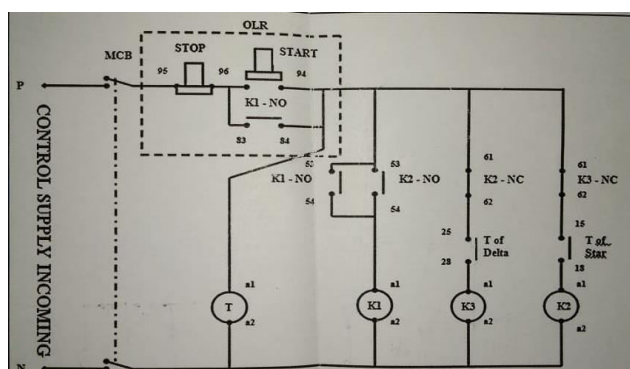 OLR
STOP
START
MCB
95
96
94
P
K1 - NO
83
84
CONTROL SUPPLY INCOMING
53
53
K1 - NO
K2 - NO
54
54
61
K2 - NC
62
61
K3 - NC
62
25
T of
Delta
28
15
T of
Star
18
a1
T
a2
a1
K1
a2
a1
K3
a2
a1
K2
a2
N